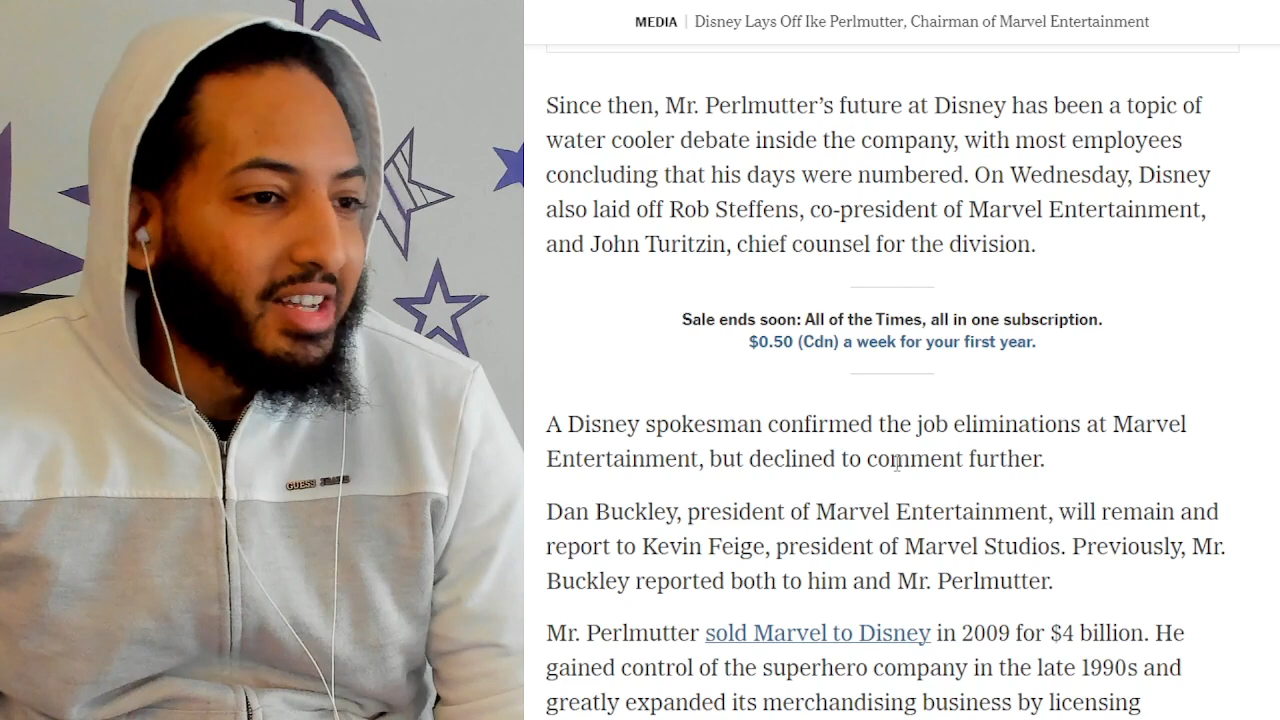 MEDIA | Disney Lays Off Ike Perlmutter, Chairman of Marvel Entertainment
Since then, Mr. Perlmutter’s future at Disney has been a topic of
water cooler debate inside the company, with most employees
concluding that his days were numbered. On Wednesday, Disney
also laid off Rob Steffens, co-president of Marvel Entertainment,
and John Turitzin, chief counsel for the division.
Sale ends soon: All of the Times, all in one subscription.
$0.50 (Cdn) a week for your first year.
A Disney spokesman confirmed the job eliminations at Marvel
Entertainment, but declined to comment further.
Dan Buckley, president of Marvel Entertainment, will remain and
report to Kevin Feige, president of Marvel Studios. Previously, Mr.
Buckley reported both to him and Mr. Perlmutter.
Mr. Perlmutter sold Marvel to Disney in 2009 for $4 billion. He
gained control of the superhero company in the late 1990s and
greatly expanded its merchandising business by licensing
GUESS